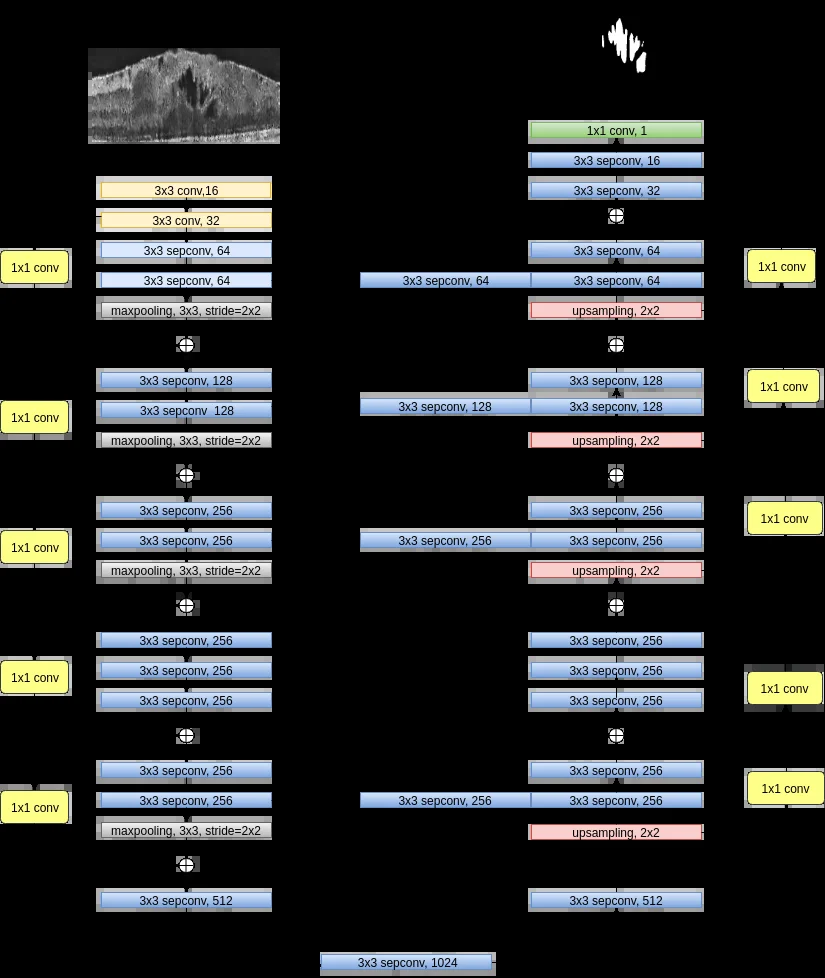 1x1 conv, 1
3x3 sepconv, 16
3x3 conv,16
3x3 sepconv, 32
3x3 conv, 32
3x3 sepconv, 64
3x3 sepconv, 64
1x1 conv
1x1 conv
3x3 sepconv, 64
3x3 sepconv, 64
3x3 sepconv, 64
maxpooling, 3x3, stride=2x2
upsampling, 2x2
3x3 sepconv, 128
3x3 sepconv, 128
1x1 conv
1x1 conv
3x3 sepconv 128
3x3 sepconv, 128
3x3 sepconv, 128
maxpooling, 3x3, stride=2x2
upsampling, 2x2
3x3 sepconv, 256
3x3 sepconv, 256
1x1 conv
1x1 conv
3x3 sepconv, 256
3x3 sepconv, 256
3x3 sepconv, 256
maxpooling, 3x3, stride=2x2
upsampling, 2x2
3x3 sepconv, 256
3x3 sepconv, 256
1x1 conv
3x3 sepconv, 256
3x3 sepconv, 256
1x1 conv
3x3 sepconv, 256
3x3 sepconv, 256
3x3 sepconv, 256
3x3 sepconv, 256
1x1 conv
1x1 conv
3x3 sepconv, 256
3x3 sepconv, 256
3x3 sepconv, 256
maxpooling, 3x3, stride=2x2
upsampling, 2x2
3x3 sepconv, 512
3x3 sepconv, 512
3x3 sepconv, 1024